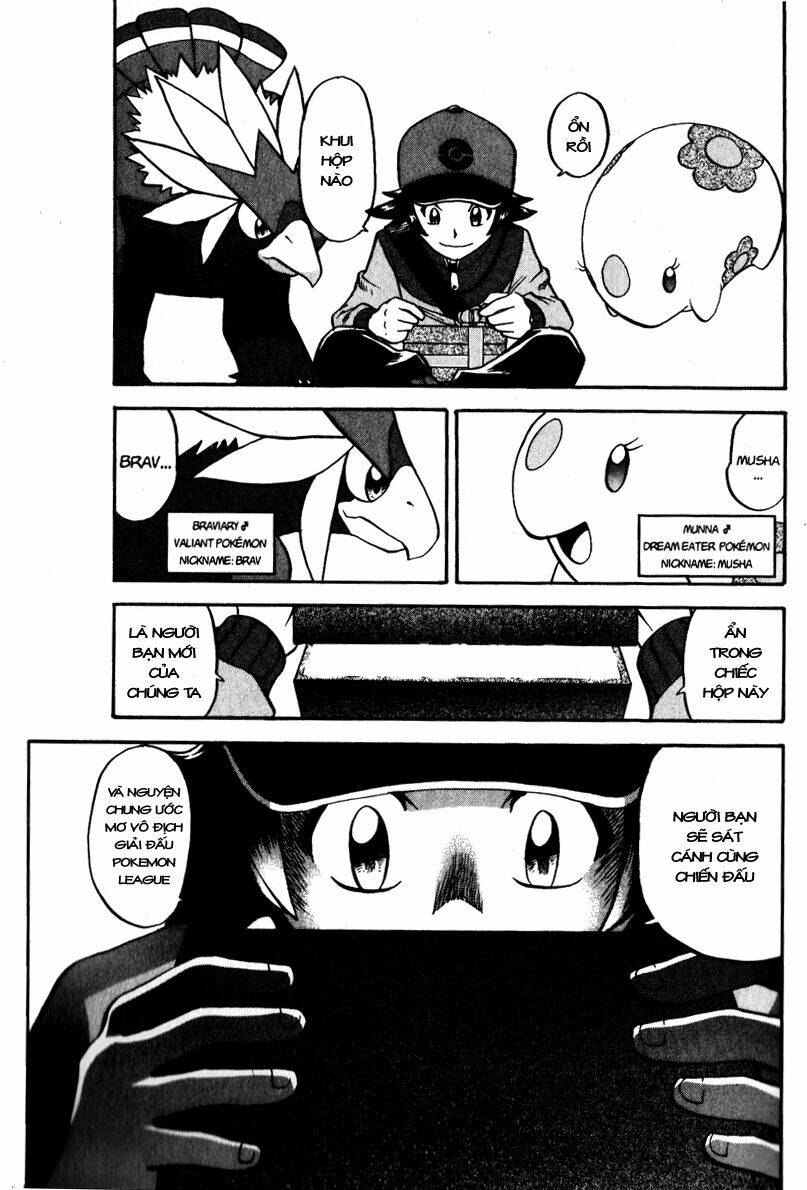 ỔN
RỒI
KHUI
HỘP
NÀO
MUSHA
...
MUNNA ♂
DREAM EATER POKÉMON
NICKNAME: MUSHA
BRAV...
BRAVIARY ♂
VALIANT POKÉMON
NICKNAME: BRAV
ẨN
TRONG
CHIẾC
HỘP NÀY
LÀ NGƯỜI
BẠN MỚI
CỦA
CHÚNG TA
NGƯỜI BẠN
SẼ SÁT
CÁNH CÙNG
CHIẾN ĐẤU
VÀ NGUYỆN
CHUNG ƯỚC
MƠ VÔ ĐỊCH
GIẢI ĐẤU
POKEMON
LEAGUE